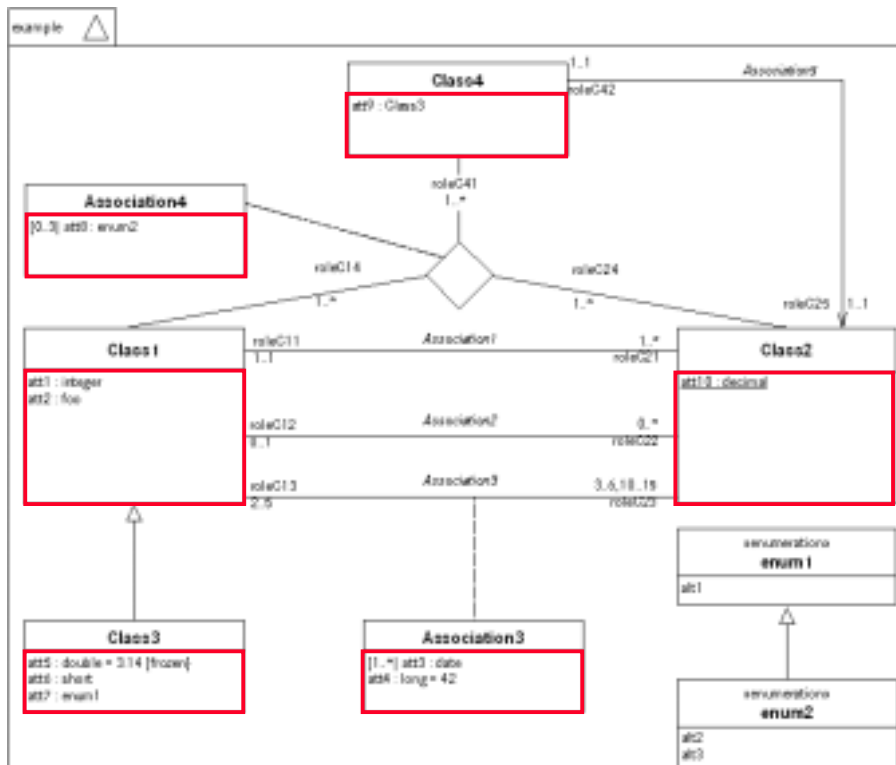 example
1..1
Association5
Class4
roleC42
att9 : Class3
roleC41
1..*
Association4
[0..3] att8 : enum2
roleC14
roleC24
1..*
1..*
roleC25
1..1
Class1
roleC11
Association1
1..*
Class2
1..1
roleC21
att1 : integer
att2 : foo
att10 : decimal
roleC12
Association2
0..*
0..1
roleC22
roleC13
Association3
3..6,10..15
2..5
roleC23
«enumeration»
enum1
alt1
Class3
att5 : double = 3.14 {frozen}
att6 : short
att7 : enum1
Association3
[1..*] att3 : date
att4 : long = 42
«enumeration»
enum2
alt2
alt3